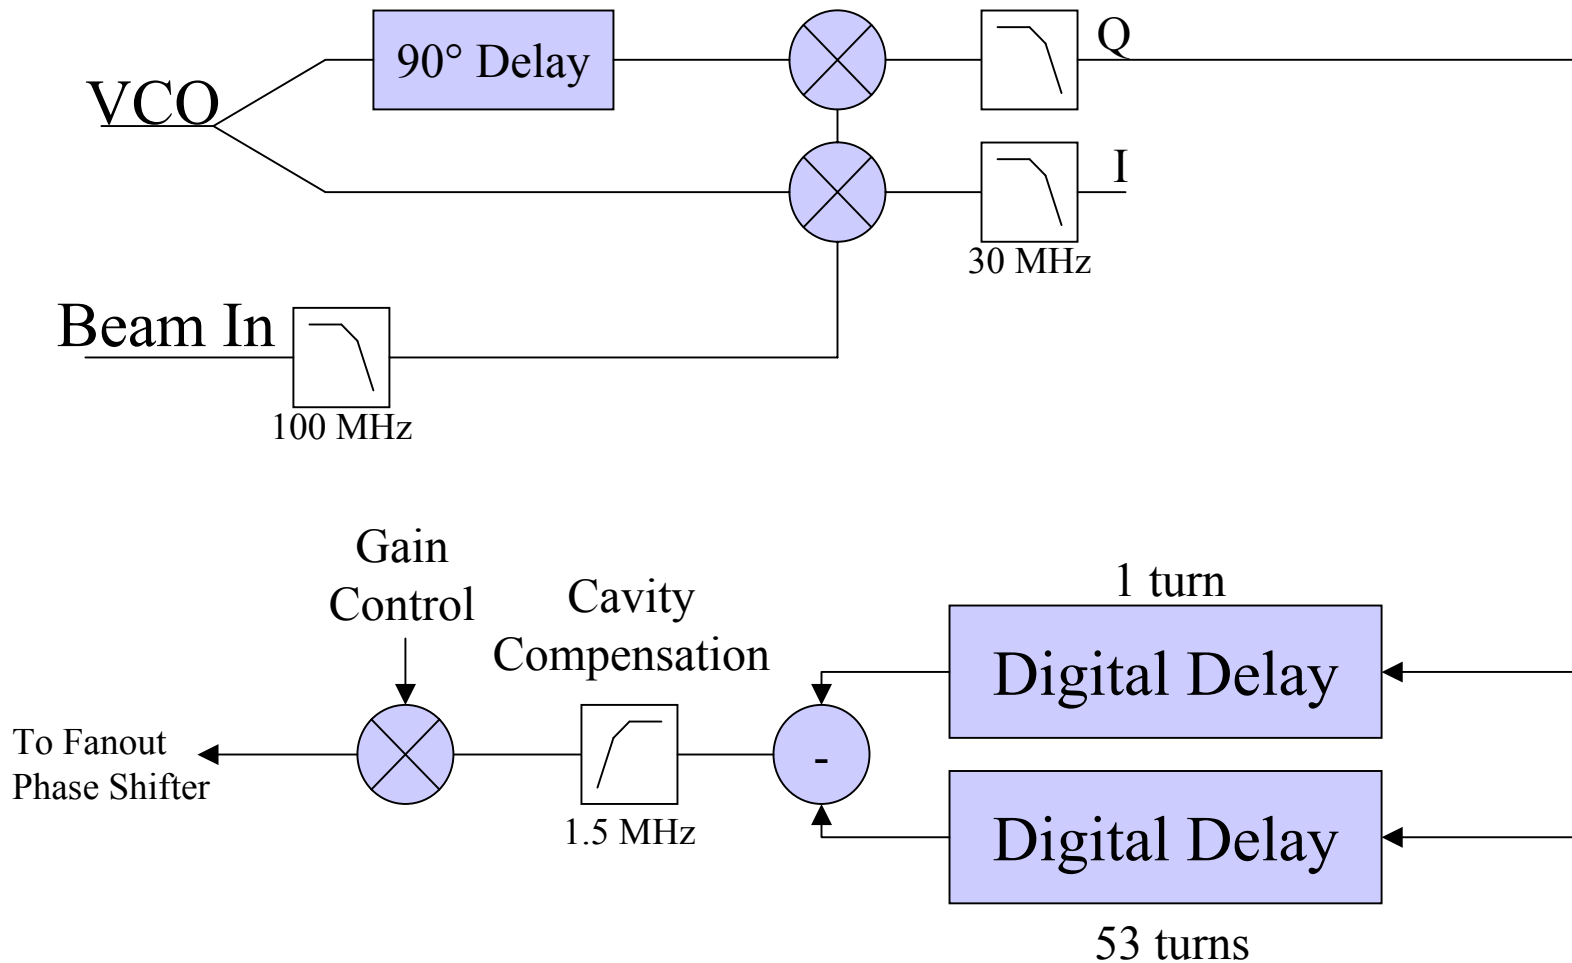 90° Delay
Q
VCO
I
30 MHz
Beam In
100 MHz
Gain
Control
Cavity
Compensation
1 turn
Digital Delay
To Fanout
Phase Shifter
-
1.5 MHz
Digital Delay
53 turns